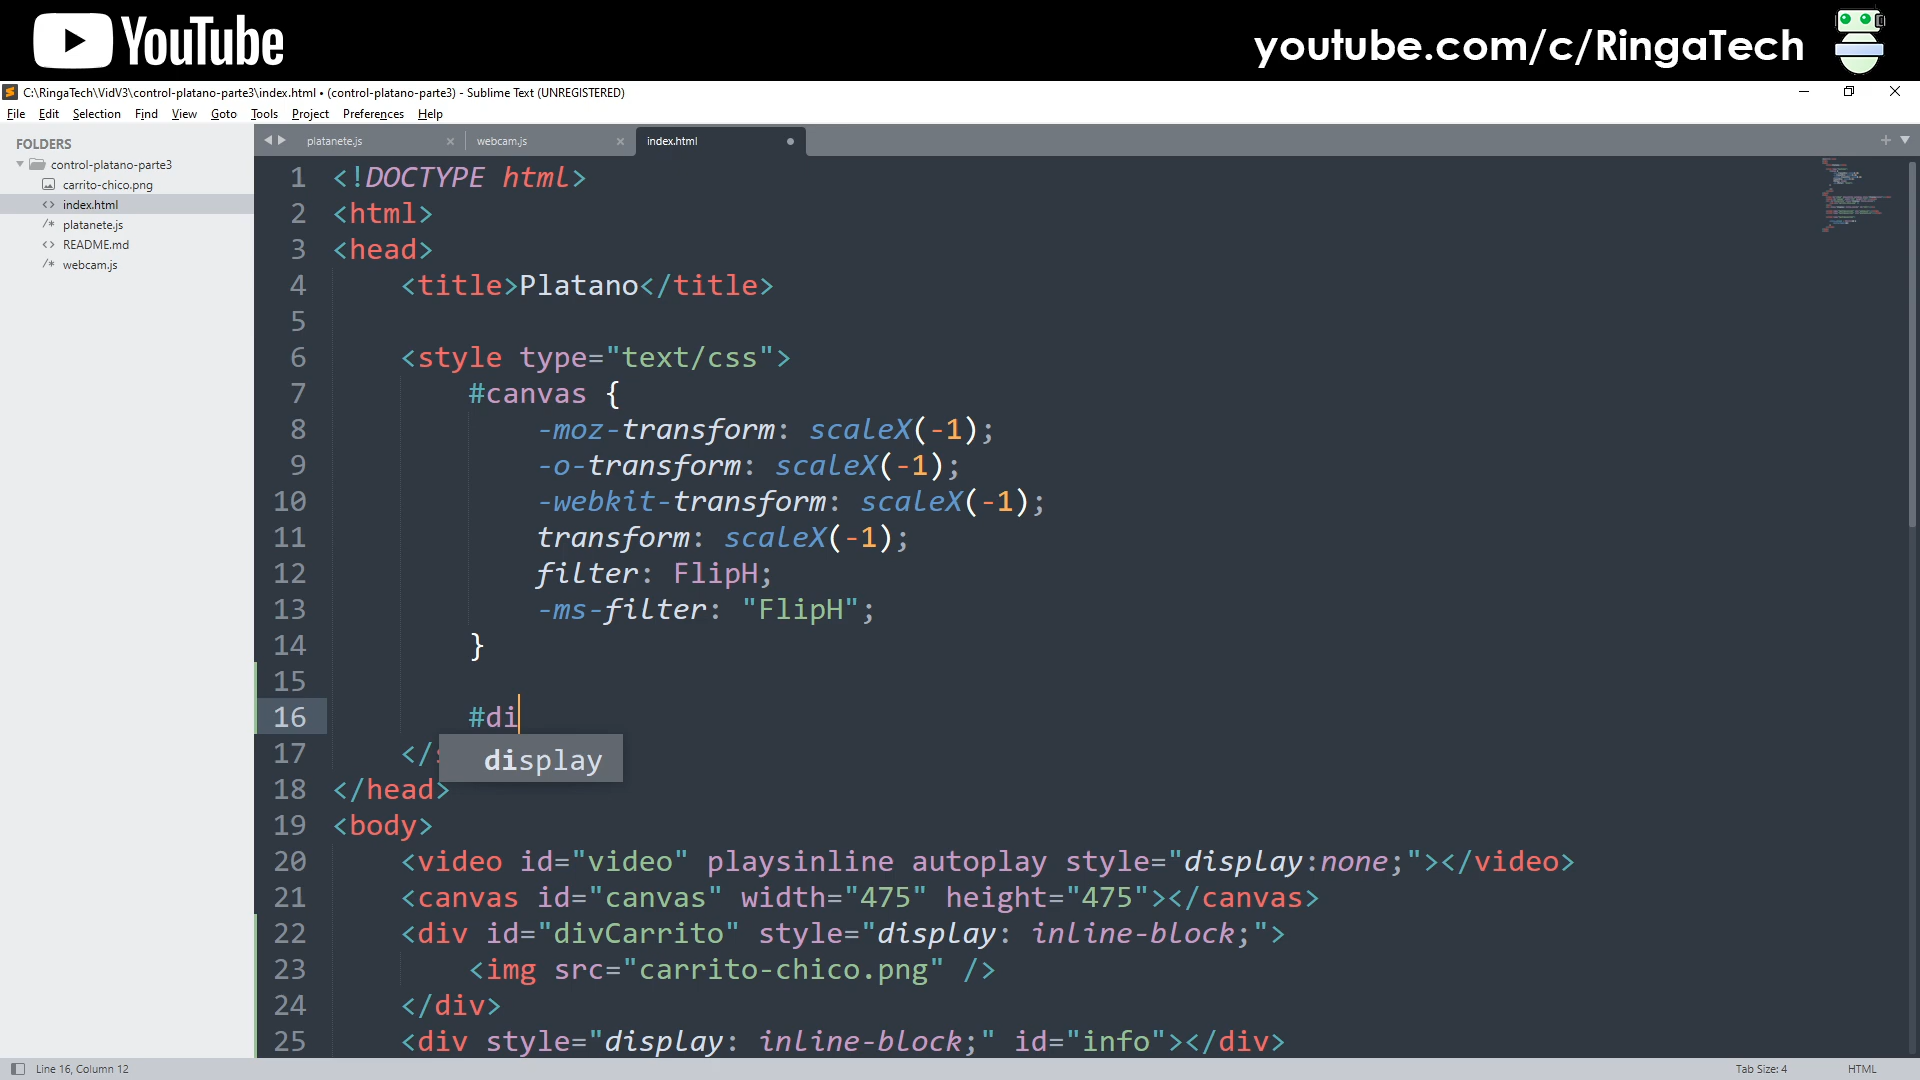 YouTube
youtube.com/c/RingaTech
C:\RingaTech\VidV3\control-platano-parte3\index.html • (control-platano-parte3) - Sublime Text (UNREGISTERED)
File Edit Selection Find View Goto Tools Project Preferences Help
FOLDERS
control-platano-parte3
carrito-chico.png
index.html
platanete.js
README.md
webcam.js
platanete.js webcam.js index.html
1 <!DOCTYPE html>
2 <html>
3 <head>
4 <title>Platano</title>
5
6 <style type="text/css">
7 #canvas {
8 -moz-transform: scaleX(-1);
9 -o-transform: scaleX(-1);
10 -webkit-transform: scaleX(-1);
11 transform: scaleX(-1);
12 filter: FlipH;
13 -ms-filter: "FlipH";
14 }
15
16 #di
17 </s
display
18 </head>
19 <body>
20 <video id="video" playsinline autoplay style="display:none;"></video>
21 <canvas id="canvas" width="475" height="475"></canvas>
22 <div id="divCarrito" style="display: inline-block;">
23 <img src="carrito-chico.png" />
24 </div>
25 <div style="display: inline-block;" id="info"></div>
Line 16, Column 12
Tab Size: 4
HTML